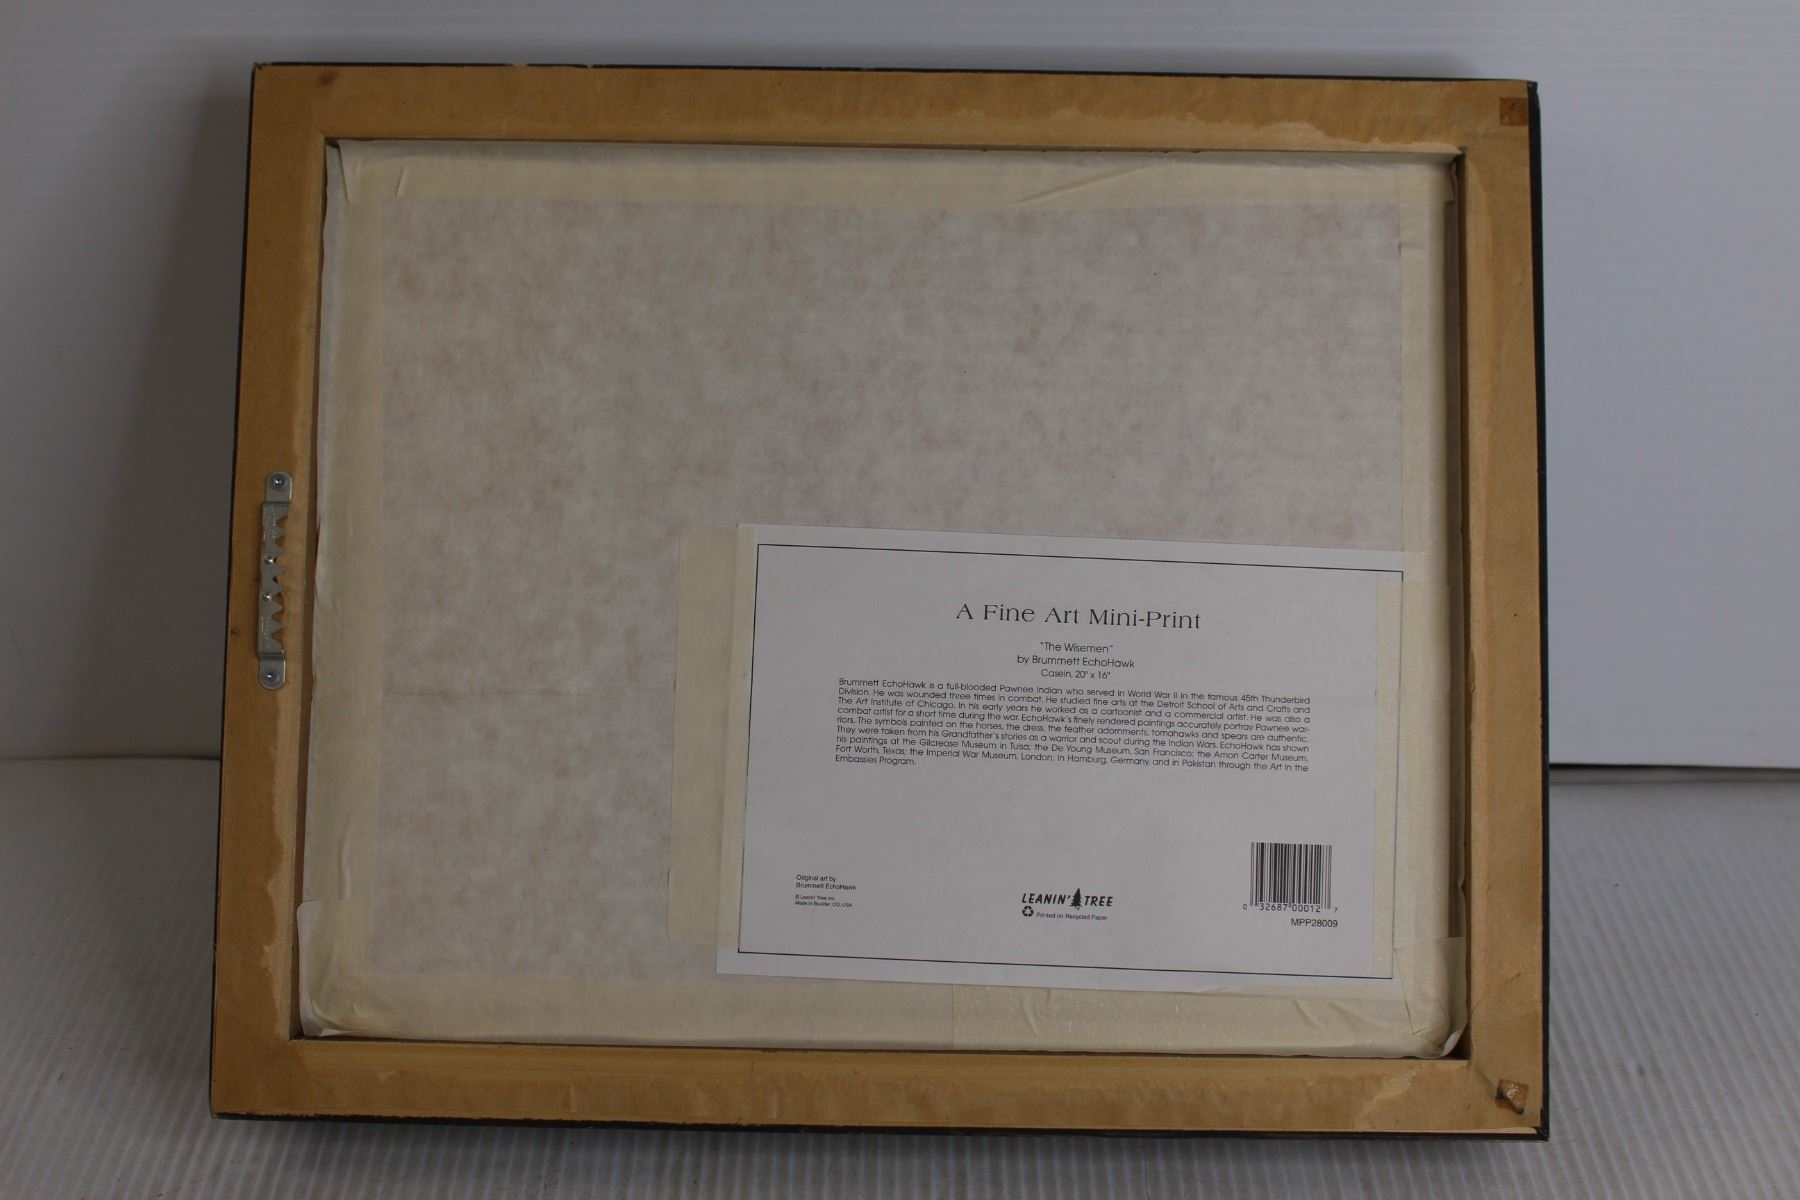 A Fine Art Mini-Print
"The Wisemen"
by Brummett EchoHawk
Casein, 20" x 16"
Brummett EchoHawk is a full-blooded Pawnee Indian who served in World War II in the famous 45th Thunderbird
Division. He was wounded three times in combat. He studied fine arts at the Detroit School of Arts and Crafts and
The Art Institute of Chicago. In his early years he worked as a cartoonist and a commercial artist. He was also a
combat artist for a short time during the war. EchoHawk's finely rendered paintings accurately portray Pawnee war-
riors. The symbols painted on the horses, the dress, the feather adornments, tomahawks and spears are authentic.
They were taken from his Grandfather's stories as a warrior and scout during the Indian Wars. EchoHawk has shown
his paintings at the Gilcrease Museum in Tulsa; the De Young Museum, San Francisco; the Amon Carter Museum,
Fort Worth, Texas; the Imperial War Museum, London; in Hamburg, Germany, and in Pakistan through the Art in the
Embassies Program.
Original art by
Brummett EchoHawk
© Leanin' Tree Inc.
Made in Boulder, CO, USA
LEANIN' TREE
Printed on Recycled Paper
0 32687 00012 7
MPP28009